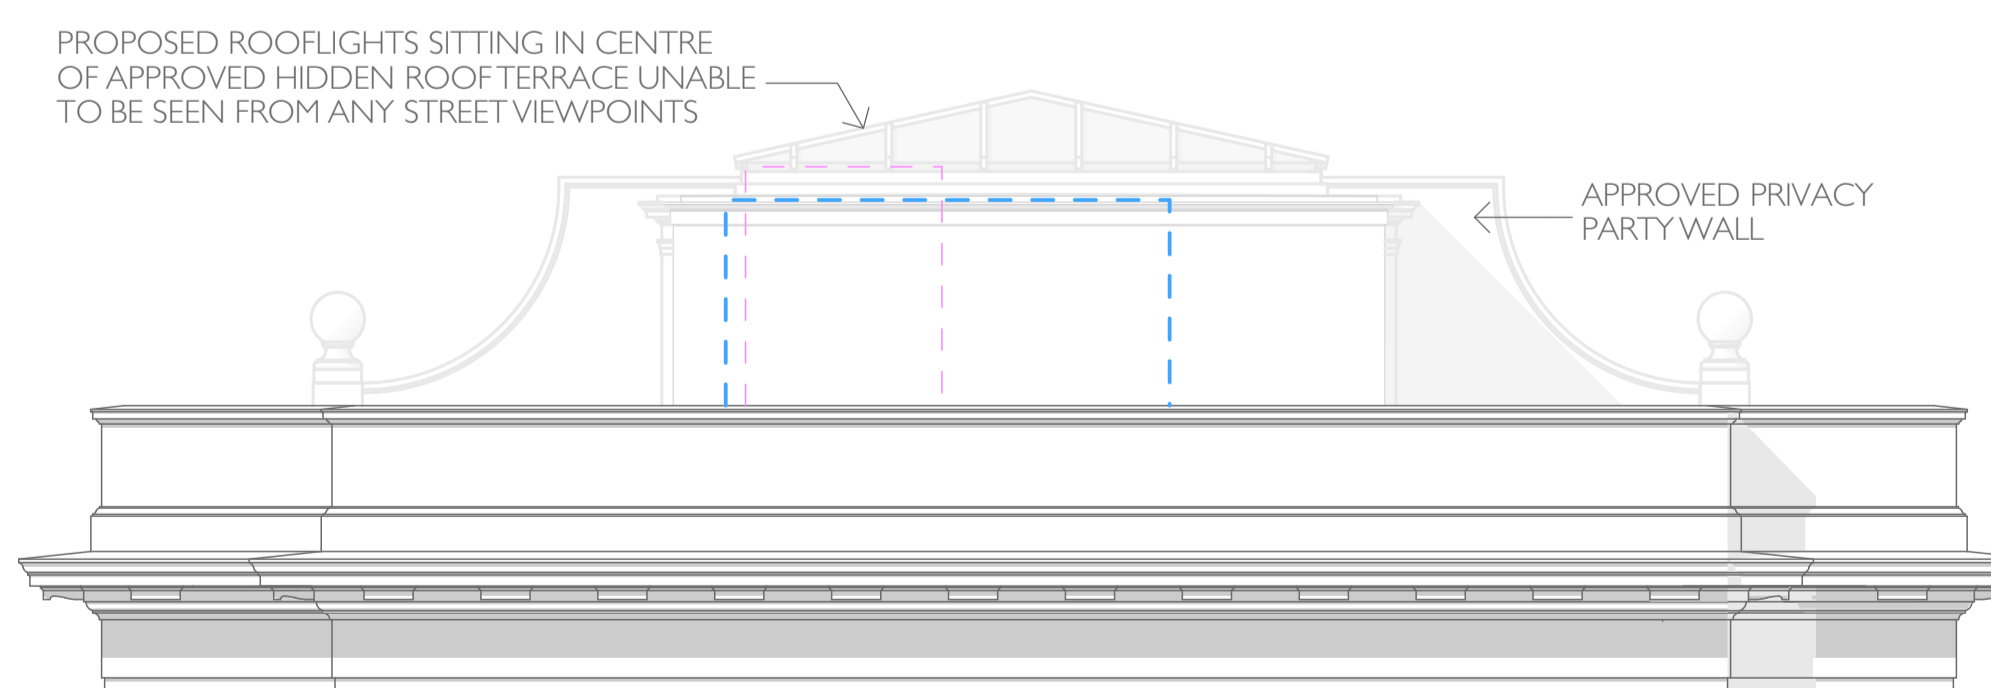 PROPOSED ROOFLIGHTS SITTING IN CENTRE
OF APPROVED HIDDEN ROOF TERRACE UNABLE
TO BE SEEN FROM ANY STREET VIEWPOINTS
APPROVED PRIVACY
PARTY WALL